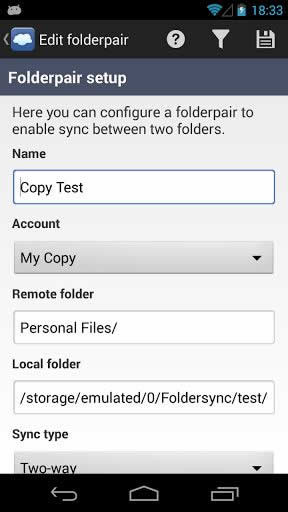 18:33
Edit folderpair
Folderpair setup
Here you can configure a folderpair to
enable sync between two folders.
Name
Copy Test
Account
My Copy
Remote folder
Personal Files/
Local folder
/storage/emulated/0/Foldersync/test/
Sync type
Two-way